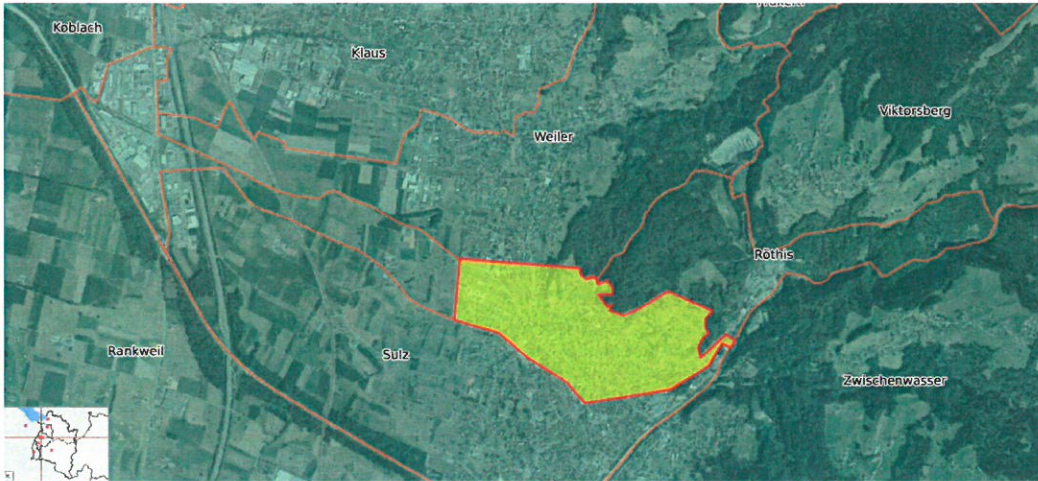 Koblach
Klaus
Weiler
Viktorsberg
Röthis
Rankweil
Sulz
Zwischenwasser